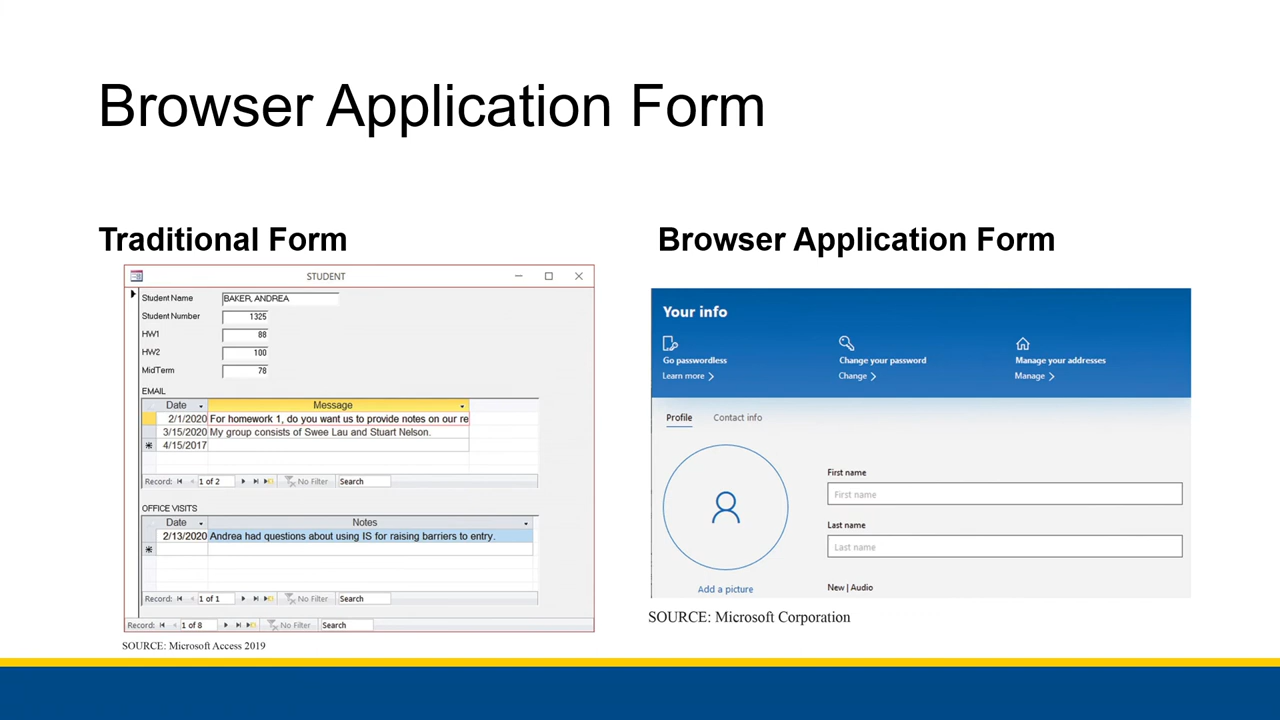 Browser Application Form
Traditional Form
STUDENT
Student Name BAKER, ANDREA
Student Number 1325
HW1 88
HW2 100
MidTerm 78
EMAIL
Date Message
2/1/2020 For homework 1, do you want us to provide notes on our re
3/15/2020 My group consists of Swee Lau and Stuart Nelson.
4/15/2017
Record: 1 of 2 No Filter Search
OFFICE VISITS
Date Notes
2/13/2020 Andrea had questions about using IS for raising barriers to entry.
Record: 1 of 1 No Filter Search
Record: 1 of 8 No Filter Search
SOURCE: Microsoft Access 2019
Browser Application Form
Your info
Go passwordless
Learn more
Change your password
Change
Manage your addresses
Manage
Profile Contact info
First name
First name
Last name
Last name
Add a picture
New | Audio
SOURCE: Microsoft Corporation